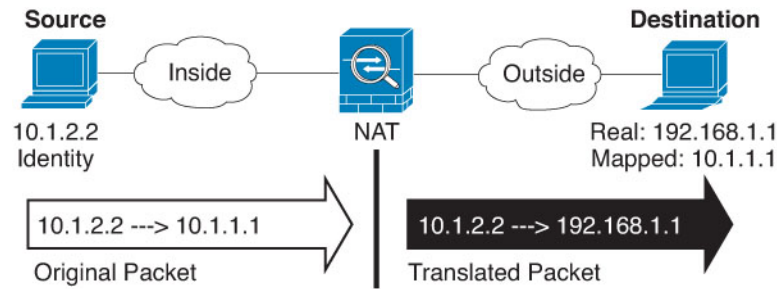 Source
Destination
Inside
Outside
10.1.2.2
Identity
NAT
Real: 192.168.1.1
Mapped: 10.1.1.1
10.1.2.2 ---> 10.1.1.1
10.1.2.2 ---> 192.168.1.1
Original Packet
Translated Packet